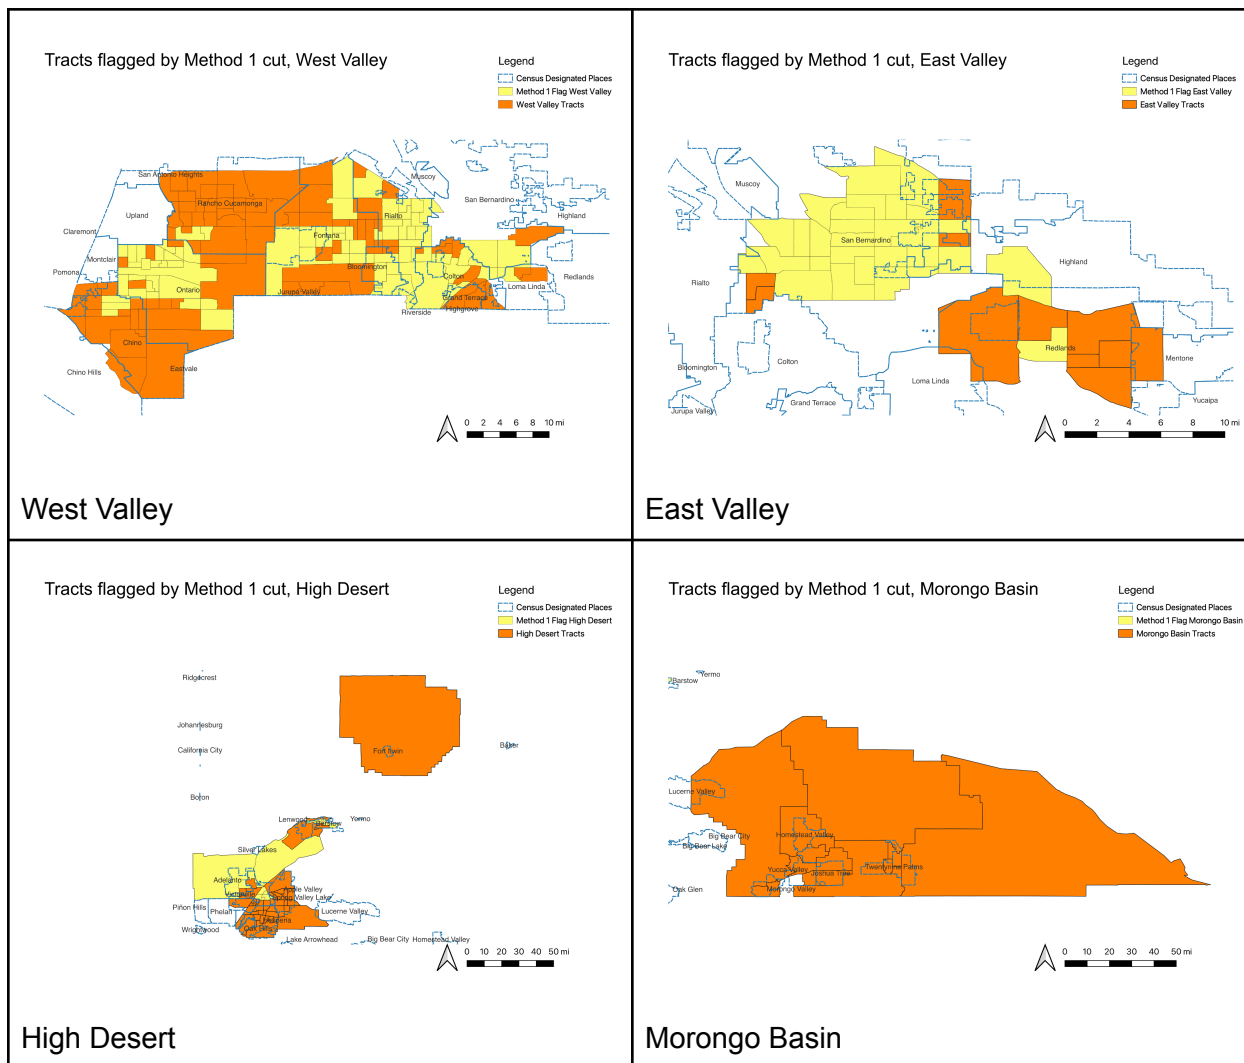 Tracts flagged by Method 1 cut, West Valley
Legend
Census Designated Places
Method 1 Flag West Valley
West Valley Tracts
San Antonio Heights
Muscoy
Rancho Cucamonga
San Bernardino
Upland
Rialto
Highland
Claremont
Fontana
Montclair
Bloomington
Pomona
Colton
Redlands
Ontario
Jurupa Valley
Loma Linda
Grand Terrace
Riverside
Highgrove
Chino
Chino Hills
Eastvale
0 2 4 6 8 10 mi
West Valley
Tracts flagged by Method 1 cut, East Valley
Legend
Census Designated Places
Method 1 Flag East Valley
East Valley Tracts
Muscoy
San Bernardino
Highland
Rialto
Redlands
Mentone
Colton
Bloomington
Loma Linda
Grand Terrace
Yucaipa
Jurupa Valley
0 2 4 6 8 10 mi
East Valley
Tracts flagged by Method 1 cut, High Desert
Legend
Census Designated Places
Method 1 Flag High Desert
High Desert Tracts
Ridgecrest
Johannesburg
California City
Fort Irwin
Baker
Boron
Lenwood
Barstow
Yermo
Silver Lakes
Adelanto
Victorville
Apple Valley
Spring Valley Lake
Piñon Hills
Phelan
Lucerne Valley
Hesperia
Wrightwood
Oak Hills
Lake Arrowhead
Big Bear City
Homestead Valley
0 10 20 30 40 50 mi
High Desert
Tracts flagged by Method 1 cut, Morongo Basin
Legend
Census Designated Places
Method 1 Flag Morongo Basin
Morongo Basin Tracts
Yermo
Barstow
Lucerne Valley
Big Bear City
Homestead Valley
Big Bear Lake
Yucca Valley
Joshua Tree
Twentynine Palms
Oak Glen
Morongo Valley
0 10 20 30 40 50 mi
Morongo Basin